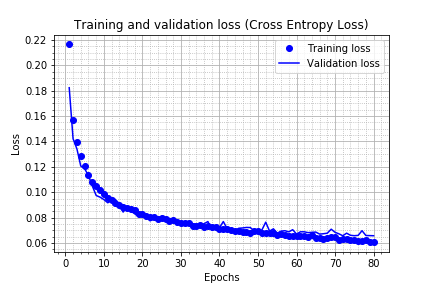 Training and validation loss (Cross Entropy Loss)
Training loss
Validation loss
Loss
0.22
0.20
0.18
0.16
0.14
0.12
0.10
0.08
0.06
0 10 20 30 40 50 60 70 80
Epochs